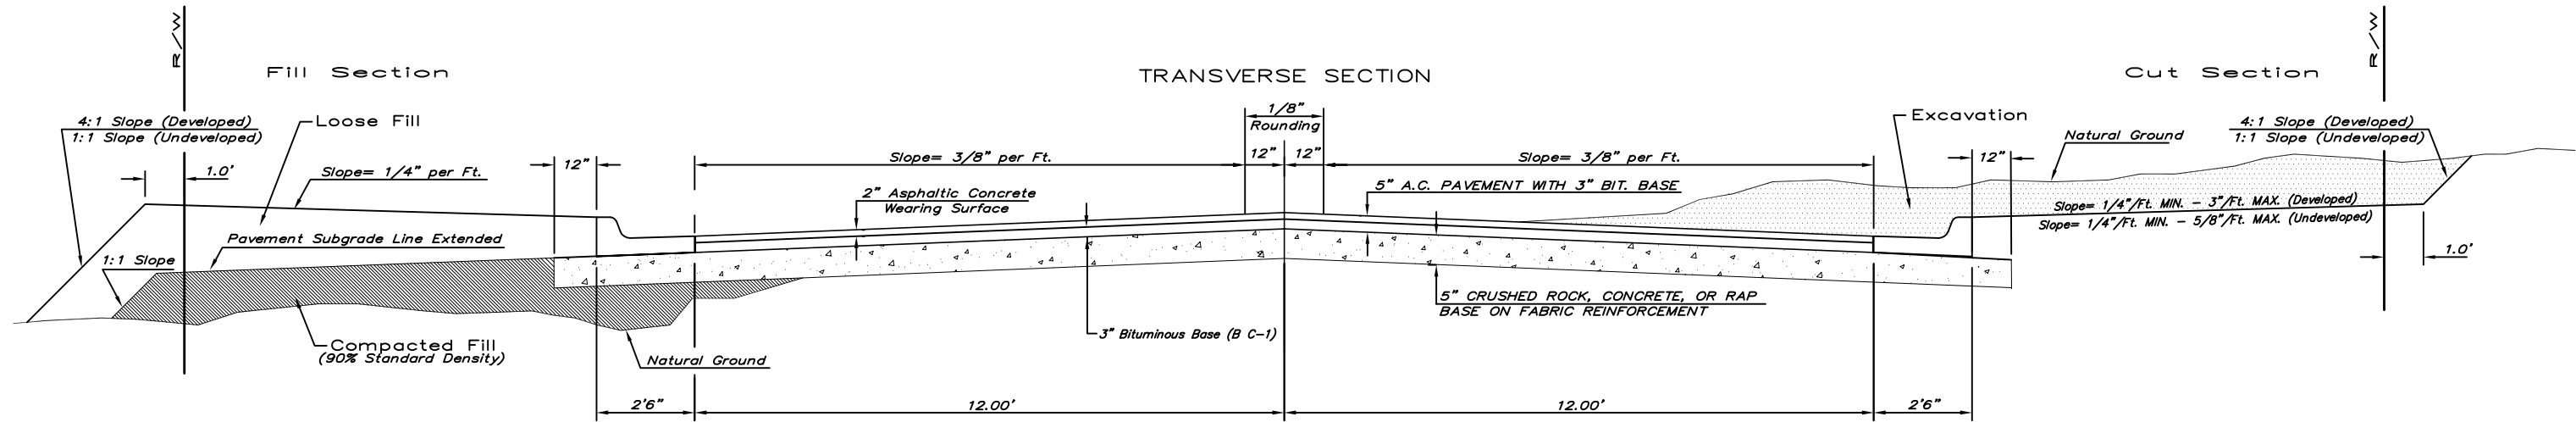 R/W
Fill Section
TRANSVERSE SECTION
Cut Section
R/W
4:1 Slope (Developed)
1:1 Slope (Undeveloped)
Loose Fill
1/8"
Rounding
Excavation
Natural Ground
4:1 Slope (Developed)
1:1 Slope (Undeveloped)
1.0'
Slope= 1/4" per Ft.
12"
Slope= 3/8" per Ft.
12"
12"
Slope= 3/8" per Ft.
12"
2" Asphaltic Concrete
Wearing Surface
5" A.C. PAVEMENT WITH 3" BIT. BASE
Slope= 1/4"/Ft. MIN. - 3"/Ft. MAX. (Developed)
Slope= 1/4"/Ft. MIN. - 5/8"/Ft. MAX. (Undeveloped)
Pavement Subgrade Line Extended
1:1 Slope
1.0'
5" CRUSHED ROCK, CONCRETE, OR RAP
BASE ON FABRIC REINFORCEMENT
3" Bituminous Base (B C-1)
Compacted Fill
(90% Standard Density)
Natural Ground
2'6"
12.00'
12.00'
2'6"